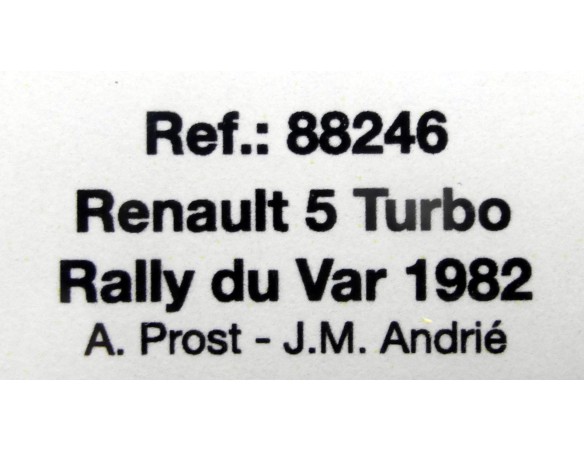 Ref.: 88246
Renault 5 Turbo
Rally du Var 1982
A. Prost - J.M. Andrié